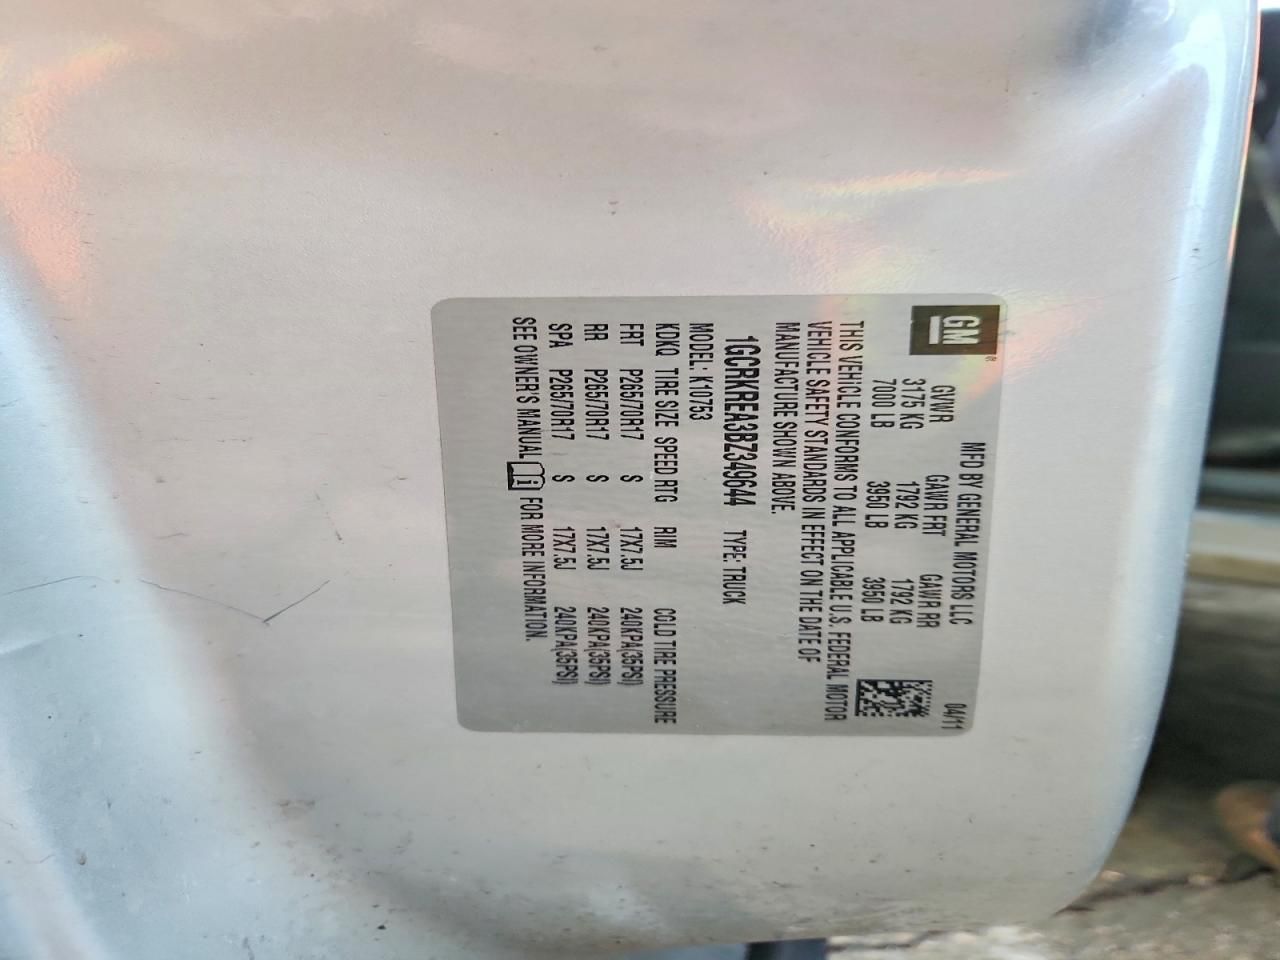 GM®
MFD BY GENERAL MOTORS LLC 04/11
GVWR GAWR FRT GAWR RR
3175 KG 1792 KG 1792 KG
7000 LB 3950 LB 3950 LB
THIS VEHICLE CONFORMS TO ALL APPLICABLE U.S. FEDERAL MOTOR
VEHICLE SAFETY STANDARDS IN EFFECT ON THE DATE OF
MANUFACTURE SHOWN ABOVE.
1GCRKREA3BZ349644 TYPE: TRUCK
MODEL: K10753
KDKQ TIRE SIZE SPEED RTG RIM COLD TIRE PRESSURE
FRT P265/70R17 S 17X7.5J 240KPA(35PSI)
RR P265/70R17 S 17X7.5J 240KPA(35PSI)
SPA P265/70R17 S 17X7.5J 240KPA(35PSI)
SEE OWNER'S MANUAL i FOR MORE INFORMATION.